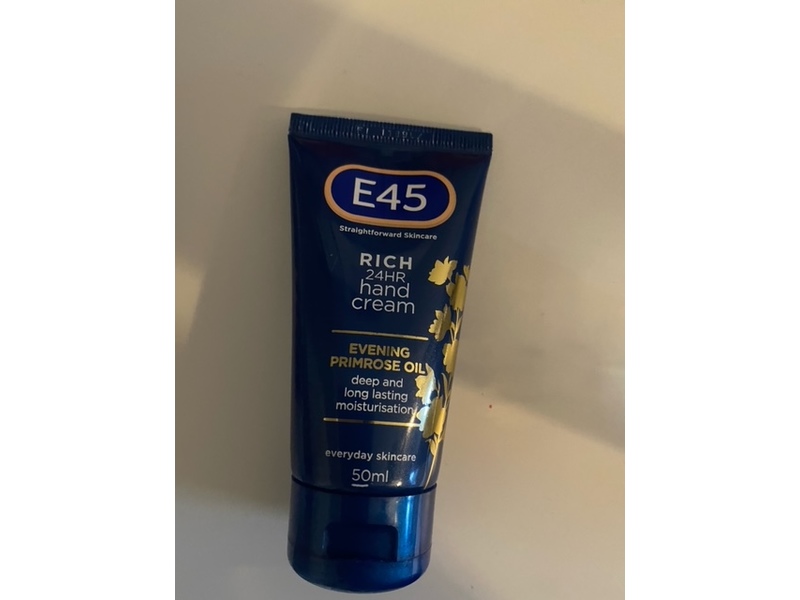 E45
Straightforward Skincare
RICH
24HR
hand
cream
EVENING
PRIMROSE OIL
deep and
long lasting
moisturisation
everyday skincare
50ml